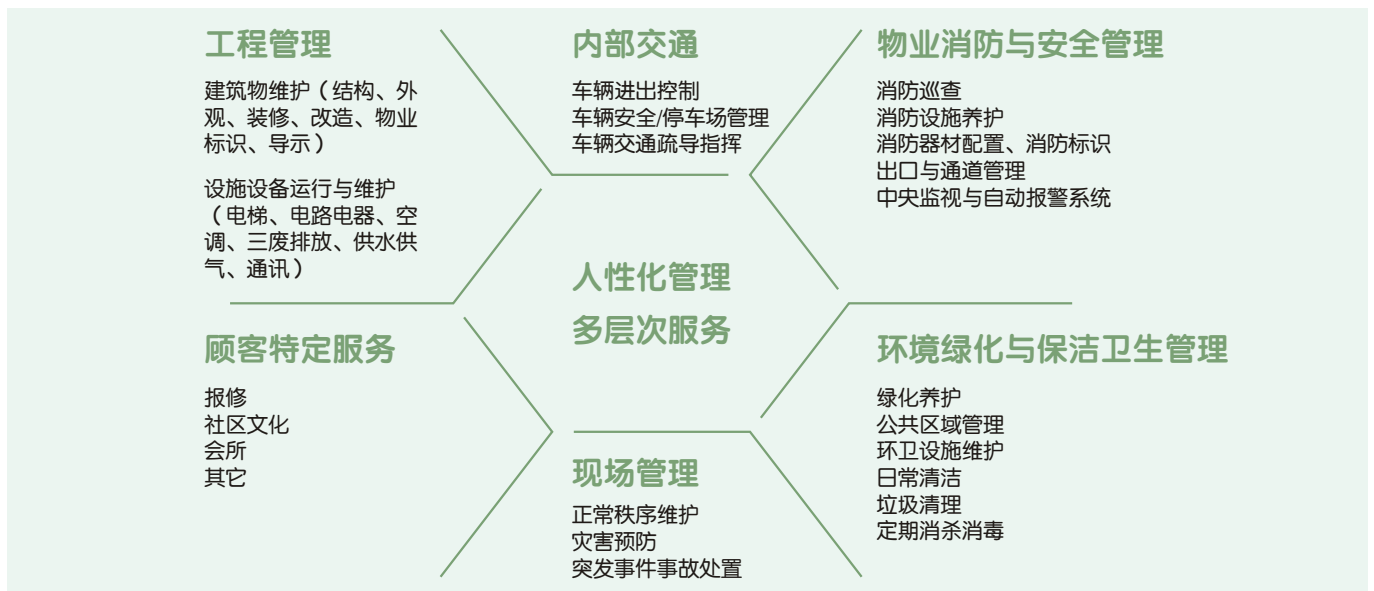 工程管理
建筑物维护（结构、外
观、装修、改造、物业
标识、导示）
设施设备运行与维护
（电梯、电路电器、空
调、三废排放、供水供
气、通讯）
内部交通
车辆进出控制
车辆安全/停车场管理
车辆交通疏导指挥
物业消防与安全管理
消防巡查
消防设施养护
消防器材配置、消防标识
出口与通道管理
中央监视与自动报警系统
人性化管理
多层次服务
顾客特定服务
报修
社区文化
会所
其它
现场管理
正常秩序维护
灾害预防
突发事件事故处置
环境绿化与保洁卫生管理
绿化养护
公共区域管理
环卫设施维护
日常清洁
垃圾清理
定期消杀消毒